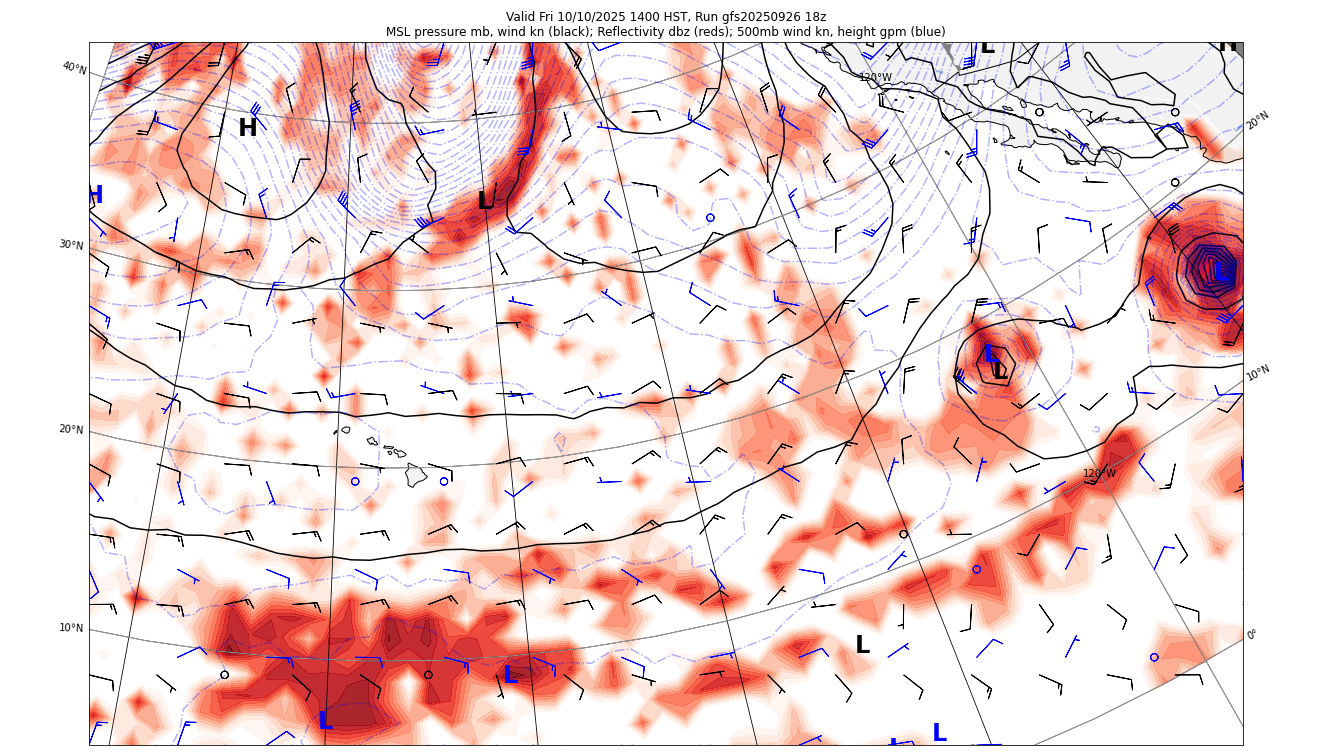 Valid Fri 10/10/2025 1400 HST, Run gfs20250926 18z
MSL pressure mb, wind kn (black); Reflectivity dbz (reds); 500mb wind kn, height gpm (blue)
L
H
40°N
120°W
20°N
H
H
L
30°N
L
L
L
10°N
20°N
120°W
10°N
0°
L
L
L
L